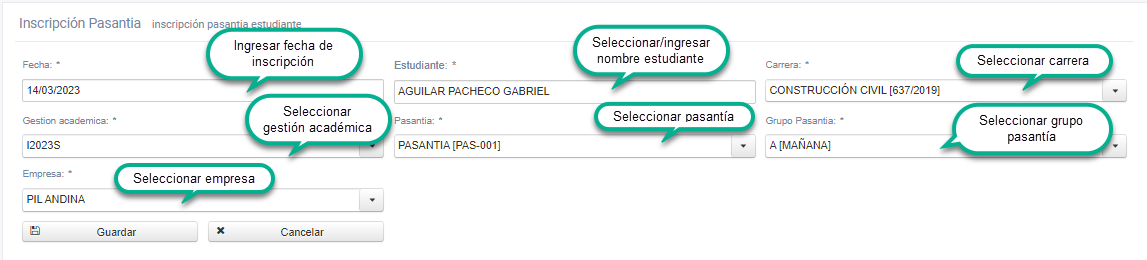 Inscripción Pasantia inscripción pasantia estudiante
Ingresar fecha de
inscripción
Seleccionar/ingresar
nombre estudiante
Seleccionar carrera
Fecha: *
Estudiante: *
Carrera: *
14/03/2023
AGUILAR PACHECO GABRIEL
CONSTRUCCIÓN CIVIL [637/2019]
Seleccionar
gestión académica
Seleccionar pasantía
Seleccionar grupo
pasantía
Gestion academica: *
Pasantia: *
Grupo Pasantia: *
I2023S
PASANTIA [PAS-001]
A [MAÑANA]
Empresa: *
Seleccionar empresa
PIL ANDINA
Guardar
Cancelar